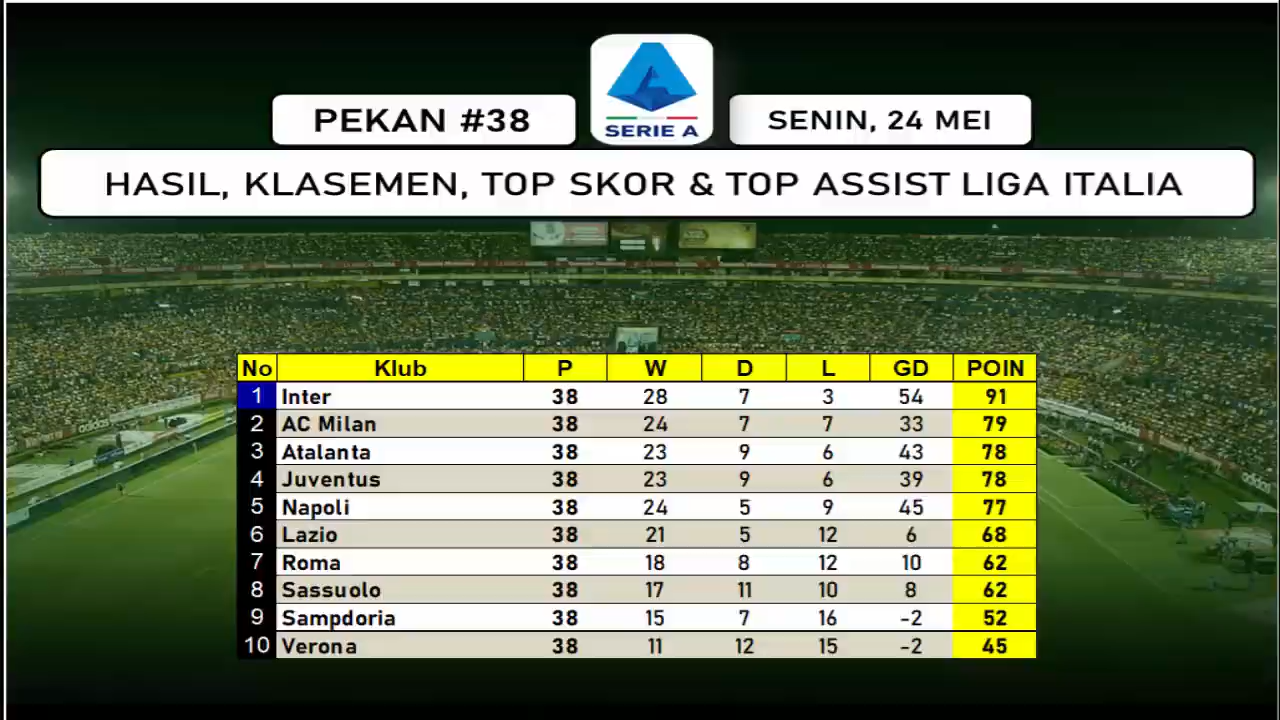 PEKAN #38
SERIE A
SENIN, 24 MEI
HASIL, KLASEMEN, TOP SKOR & TOP ASSIST LIGA ITALIA
No Klub P W D L GD POIN
1 Inter 38 28 7 3 54 91
2 AC Milan 38 24 7 7 33 79
3 Atalanta 38 23 9 6 43 78
4 Juventus 38 23 9 6 39 78
5 Napoli 38 24 5 9 45 77
6 Lazio 38 21 5 12 6 68
7 Roma 38 18 8 12 10 62
8 Sassuolo 38 17 11 10 8 62
9 Sampdoria 38 15 7 16 -2 52
10 Verona 38 11 12 15 -2 45
adidas
adidas